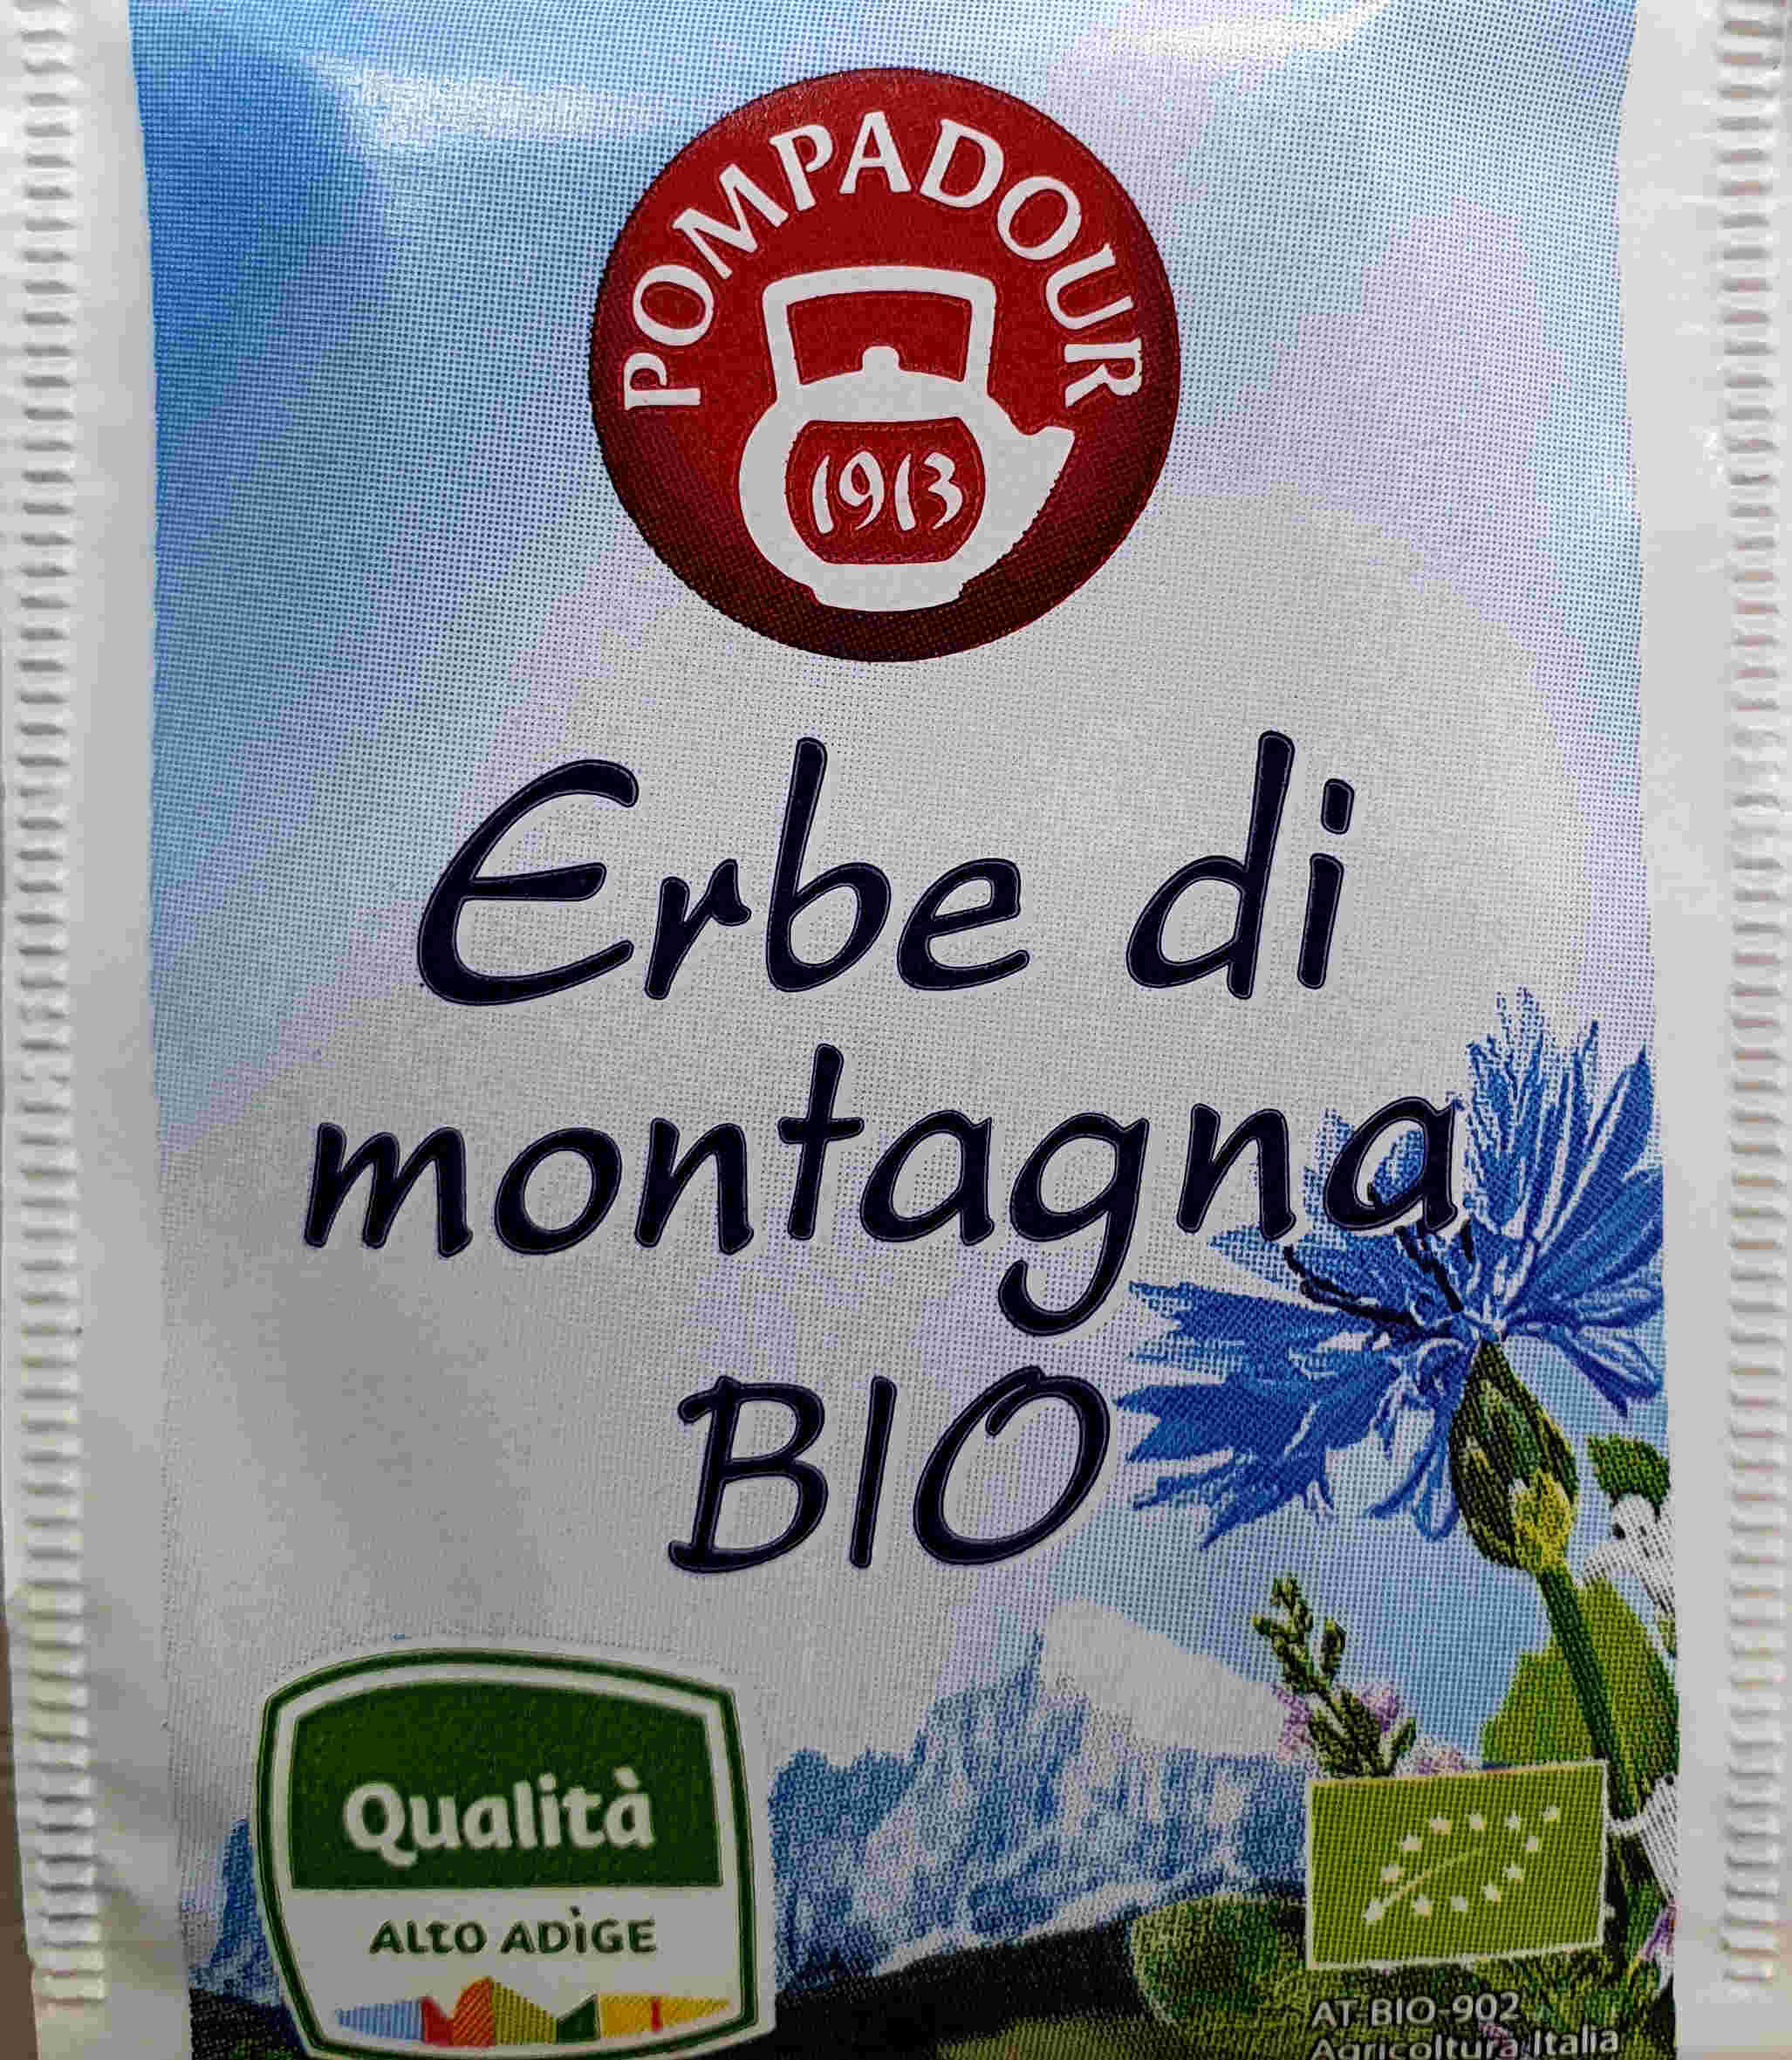 POMPADOUR
1913
Erbe di
montagna
BIO
Qualità
ALTO ADIGE
AT-BIO-902
Agricoltura Italia